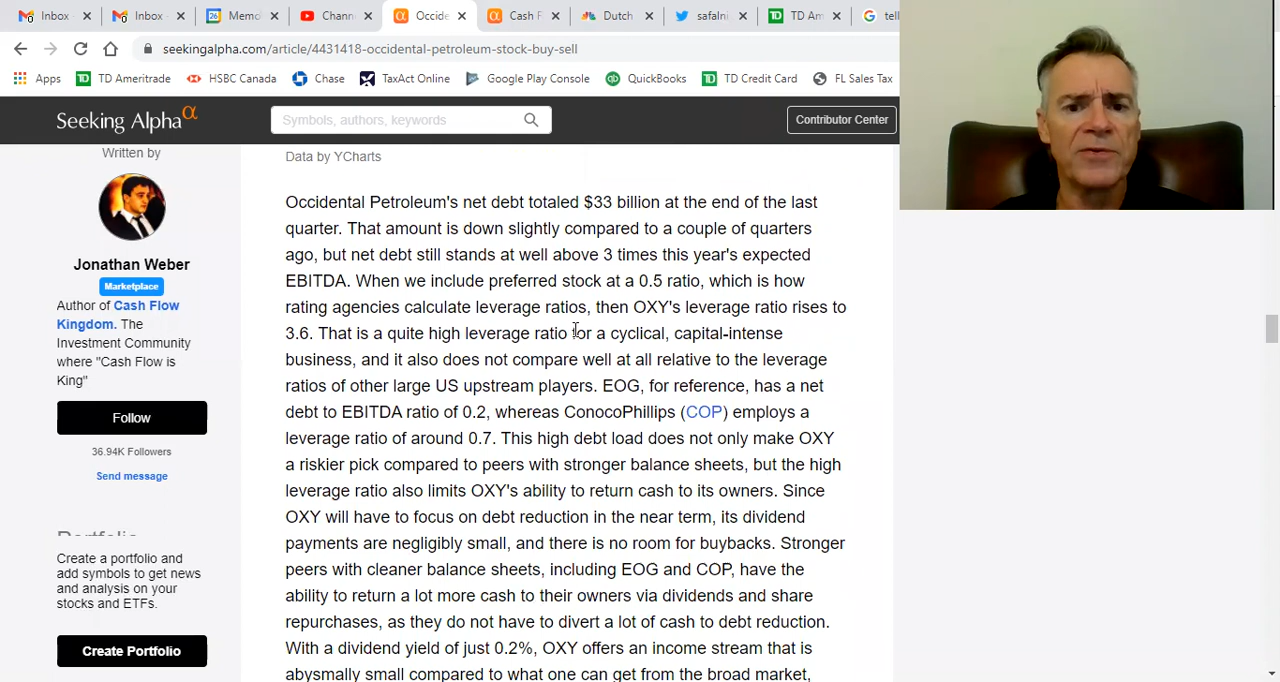 Inbox
Inbox
Memo
Chann
Occide
Cash F
Dutch
safalni
TD Am
tell
seekingalpha.com/article/4431418-occidental-petroleum-stock-buy-sell
Apps
TD Ameritrade
HSBC Canada
Chase
TaxAct Online
Google Play Console
QuickBooks
TD Credit Card
FL Sales Tax
Seeking Alpha α
Symbols, authors, keywords
Contributor Center
Written by
Jonathan Weber
Marketplace
Author of Cash Flow
Kingdom. The
Investment Community
where "Cash Flow is
King"
Follow
36.94K Followers
Send message
Portfolio
Create a portfolio and
add symbols to get news
and analysis on your
stocks and ETFs.
Create Portfolio
Data by YCharts
Occidental Petroleum's net debt totaled $33 billion at the end of the last
quarter. That amount is down slightly compared to a couple of quarters
ago, but net debt still stands at well above 3 times this year's expected
EBITDA. When we include preferred stock at a 0.5 ratio, which is how
rating agencies calculate leverage ratios, then OXY's leverage ratio rises to
3.6. That is a quite high leverage ratio for a cyclical, capital-intense
business, and it also does not compare well at all relative to the leverage
ratios of other large US upstream players. EOG, for reference, has a net
debt to EBITDA ratio of 0.2, whereas ConocoPhillips (COP) employs a
leverage ratio of around 0.7. This high debt load does not only make OXY
a riskier pick compared to peers with stronger balance sheets, but the high
leverage ratio also limits OXY's ability to return cash to its owners. Since
OXY will have to focus on debt reduction in the near term, its dividend
payments are negligibly small, and there is no room for buybacks. Stronger
peers with cleaner balance sheets, including EOG and COP, have the
ability to return a lot more cash to their owners via dividends and share
repurchases, as they do not have to divert a lot of cash to debt reduction.
With a dividend yield of just 0.2%, OXY offers an income stream that is
abysmally small compared to what one can get from the broad market,